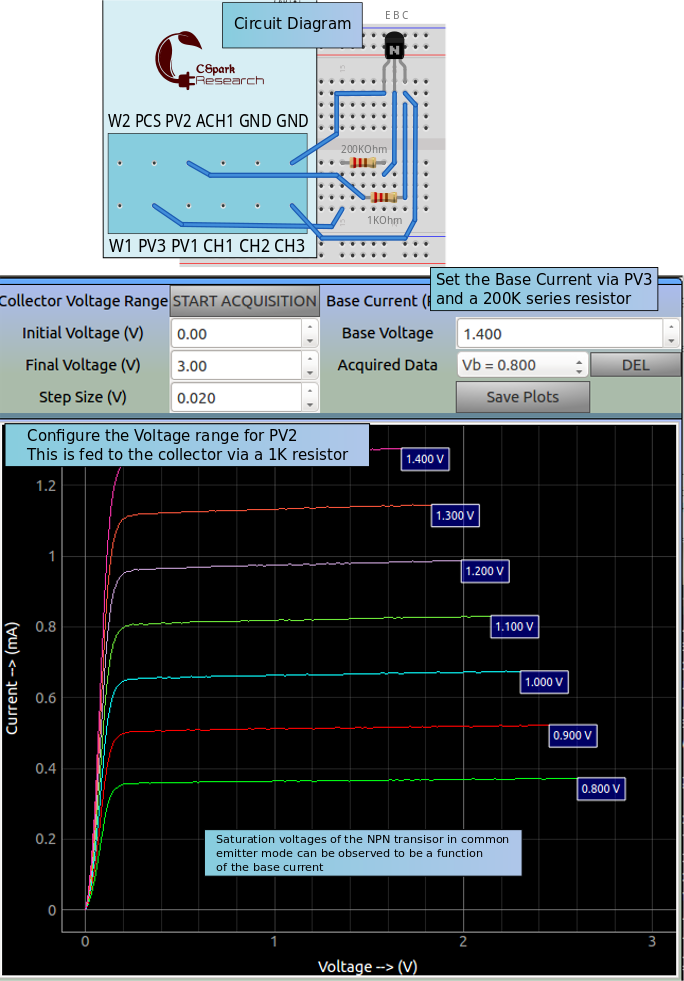 Circuit Diagram
E B C
N
CSpark
Research
W2 PCS PV2 ACH1 GND GND
200KOhm
1KOhm
W1 PV3 PV1 CH1 CH2 CH3
Set the Base Current via PV3
and a 200K series resistor
Collector Voltage Range
START ACQUISITION
Base Current
Initial Voltage (V)
0.00
Base Voltage
1.400
Final Voltage (V)
3.00
Acquired Data
Vb = 0.800
DEL
Step Size (V)
0.020
Save Plots
Configure the Voltage range for PV2
This is fed to the collector via a 1K resistor
1.400 V
1.2
1.300 V
1
1.200 V
0.8
1.100 V
Current --> (mA)
0.6
1.000 V
0.900 V
0.4
0.800 V
0.2
Saturation voltages of the NPN transisor in common
emitter mode can be observed to be a function
of the base current
0
0 1 2 3
Voltage --> (V)